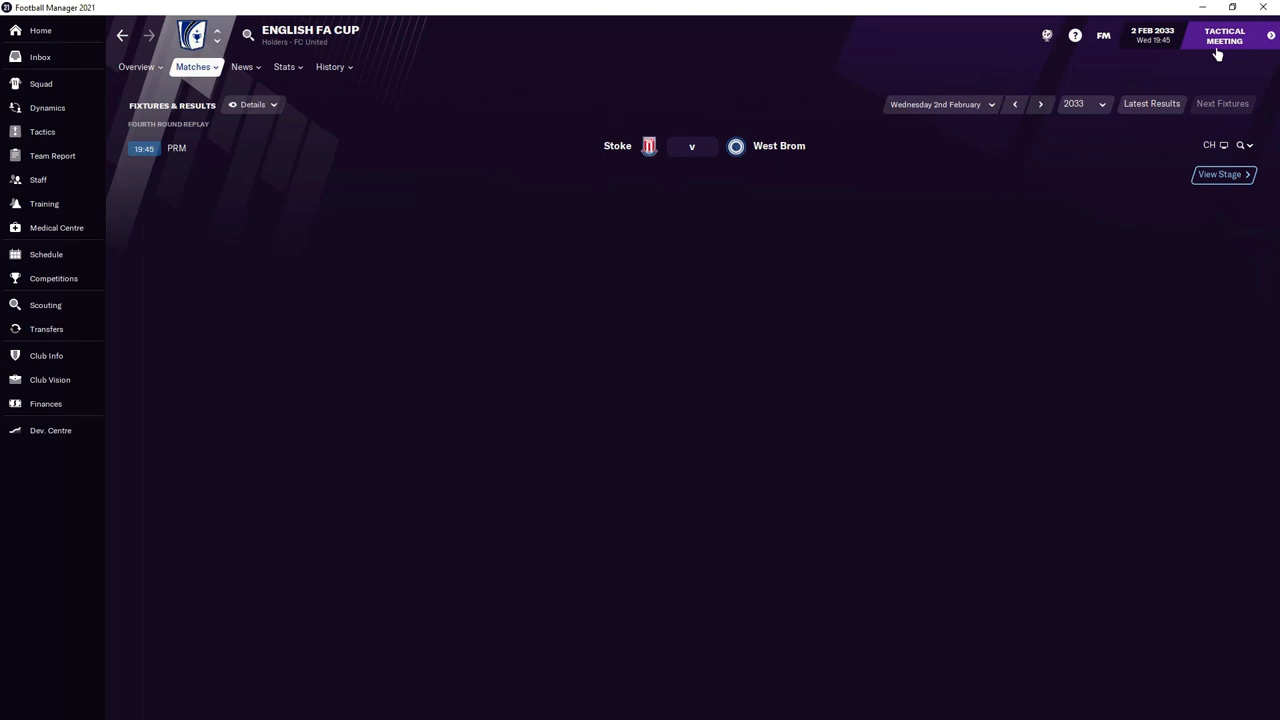 21 Football Manager 2021
Home
Inbox
Squad
Dynamics
Tactics
Team Report
Staff
Training
Medical Centre
Schedule
Competitions
Scouting
Transfers
Club Info
Club Vision
Finances
Dev. Centre
ENGLISH FA CUP
Holders - FC United
? FM 2 FEB 2033
Wed 19:45
TACTICAL
MEETING
Overview Matches News Stats History
FIXTURES & RESULTS Details Wednesday 2nd February 2033 Latest Results Next Fixtures
FOURTH ROUND REPLAY
19:45 PRM Stoke v West Brom CH
View Stage